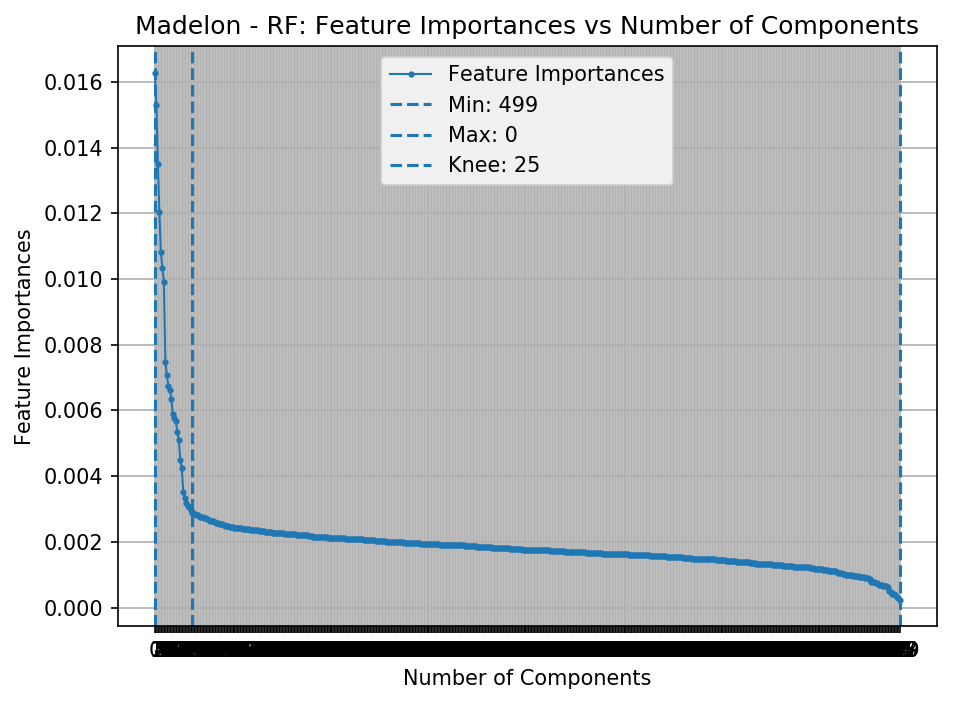 Madelon - RF: Feature Importances vs Number of Components
Feature Importances
Min: 499
Max: 0
Knee: 25
0.016
0.014
0.012
0.010
0.008
0.006
0.004
0.002
0.000
Feature Importances
Number of Components